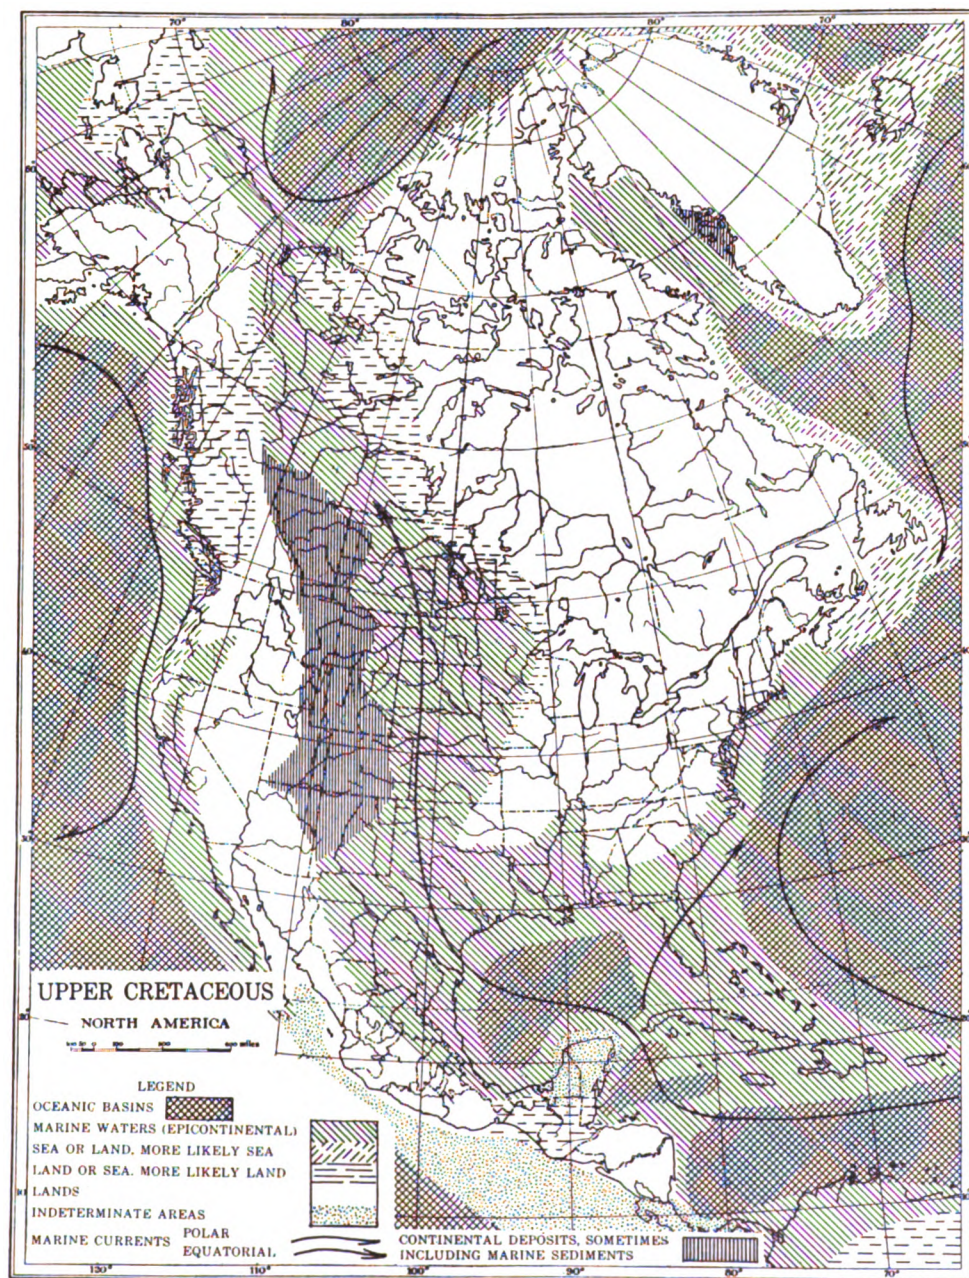 70°
80°
80°
70°
UPPER CRETACEOUS
NORTH AMERICA
LEGEND
OCEANIC BASINS
MARINE WATERS (EPICONTINENTAL)
SEA OR LAND. MORE LIKELY SEA
LAND OR SEA. MORE LIKELY LAND
LANDS
INDETERMINATE AREAS
MARINE CURRENTS POLAR
EQUATORIAL
CONTINENTAL DEPOSITS, SOMETIMES
INCLUDING MARINE SEDIMENTS
110°
100°
90°
80°
70°